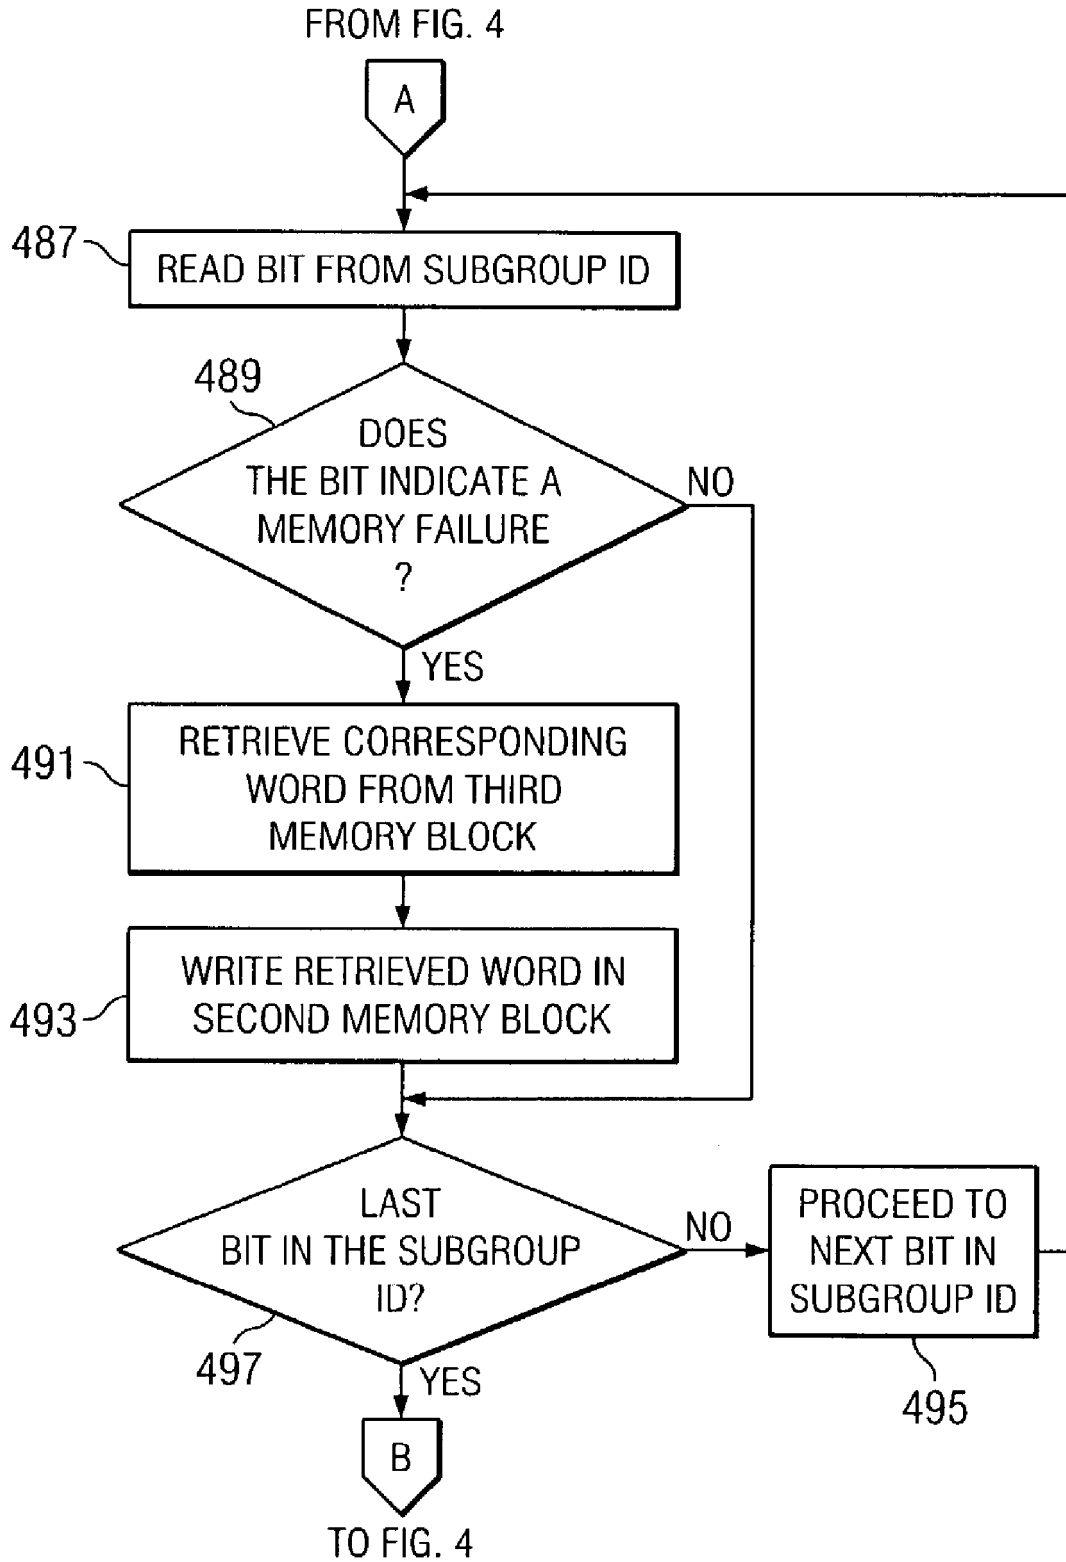 FROM FIG. 4
A
487
READ BIT FROM SUBGROUP ID
489
DOES
THE BIT INDICATE A
MEMORY FAILURE
?
NO
YES
491
RETRIEVE CORRESPONDING
WORD FROM THIRD
MEMORY BLOCK
493
WRITE RETRIEVED WORD IN
SECOND MEMORY BLOCK
LAST
BIT IN THE SUBGROUP
ID?
NO
PROCEED TO
NEXT BIT IN
SUBGROUP ID
497
YES
495
B
TO FIG. 4